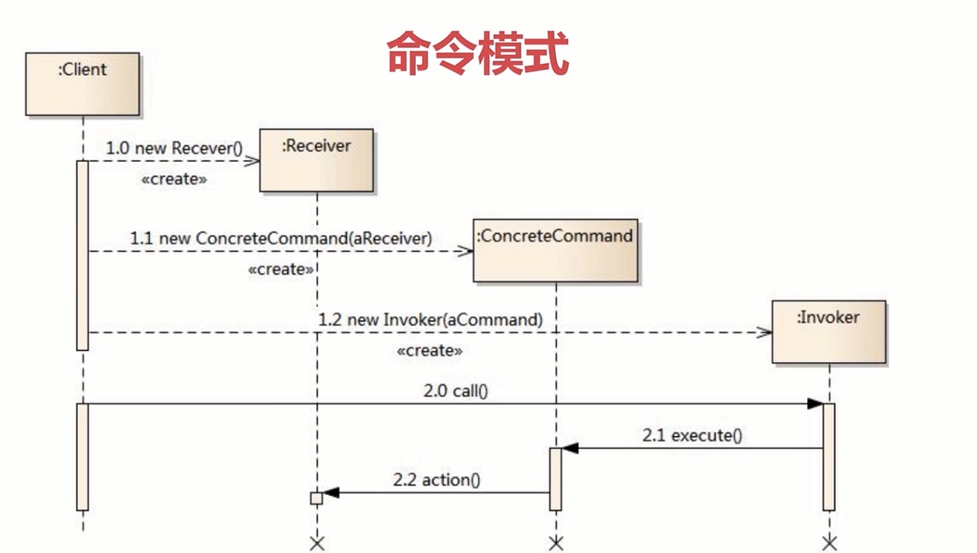 命令模式
:Client
1.0 new Recever()
«create»
:Receiver
1.1 new ConcreteCommand(aReceiver)
«create»
:ConcreteCommand
1.2 new Invoker(aCommand)
«create»
:Invoker
2.0 call()
2.1 execute()
2.2 action()